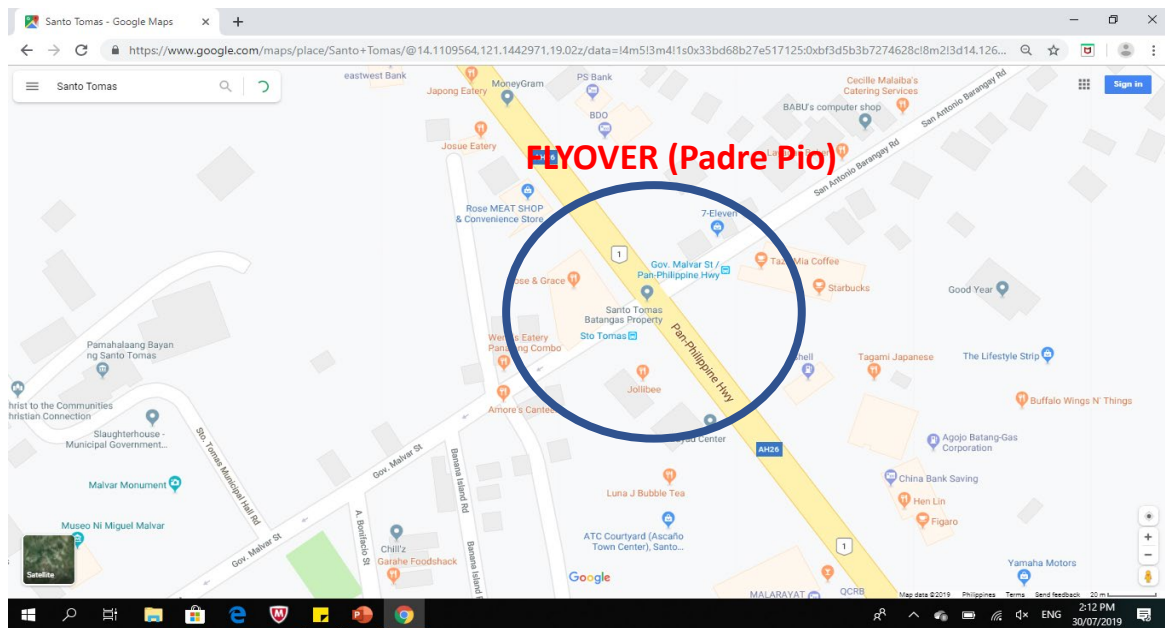 Santo Tomas - Google Maps
https://www.google.com/maps/place/Santo+Tomas/@14.1109564,121.1442971,19.02z/data=!4m5!3m4!1s0x33bd68b27e517125:0xbf3d5b3b7274628c!8m2!3d14.126...
Santo Tomas
Sign in
eastwest Bank
Japong Eatery
MoneyGram
PS Bank
BDO
Cecille Malaiba's
Catering Services
BABU's computer shop
San Antonio Barangay Rd
Josue Eatery
FLYOVER (Padre Pio)
San Antonio Barangay Rd
Rose MEAT SHOP
& Convenience Store
7-Eleven
1
Gov. Malvar St /
Pan-Philippine Hwy
Taza Mia Coffee
Starbucks
Good Year
& Grace
Santo Tomas
Batangas Property
Sto Tomas
Pan-Philippine Hwy
Eatery
Combo
Pamahalaang Bayan
ng Santo Tomas
Tagami Japanese
The Lifestyle Strip
Jollibee
Buffalo Wings N' Things
Amore's Canteen
to the Communities
Connection
Slaughterhouse -
Municipal Government...
Sto. Tomas Municipal Hall Rd
Gov. Malvar St
Banana Island Rd
Center
AH26
Agojo Batang-Gas
Corporation
Malvar Monument
Luna J Bubble Tea
China Bank Saving
Hen Lin
Figaro
Museo Ni Miguel Malvar
Gov. Malvar St
A. Bonifacio St
Chill'z
Garahe Foodshack
Banana Island
ATC Courtyard (Ascaño
Town Center), Santo...
1
Yamaha Motors
Satellite
Google
MALARAYAT
QCRB
Map data ©2019 Philippines Terms Send feedback 20 m
ENG
2:12 PM
30/07/2019